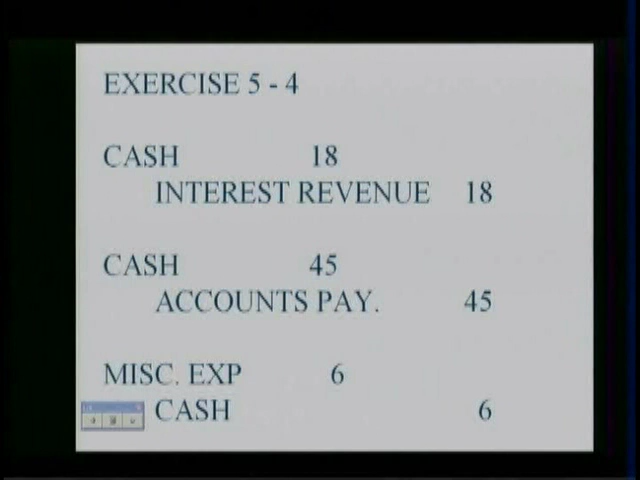 EXERCISE 5 - 4
CASH 18
INTEREST REVENUE 18
CASH 45
ACCOUNTS PAY. 45
MISC. EXP 6
CASH 6